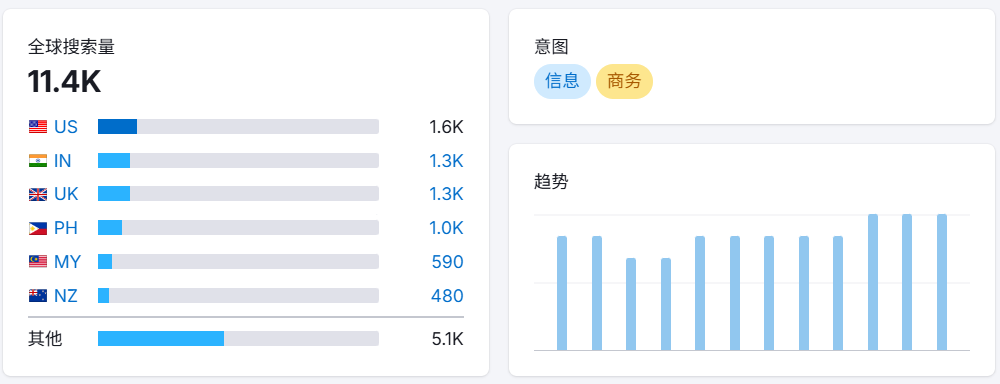 全球搜索量
11.4K
US 1.6K
IN 1.3K
UK 1.3K
PH 1.0K
MY 590
NZ 480
其他 5.1K
意图
信息 商务
趋势